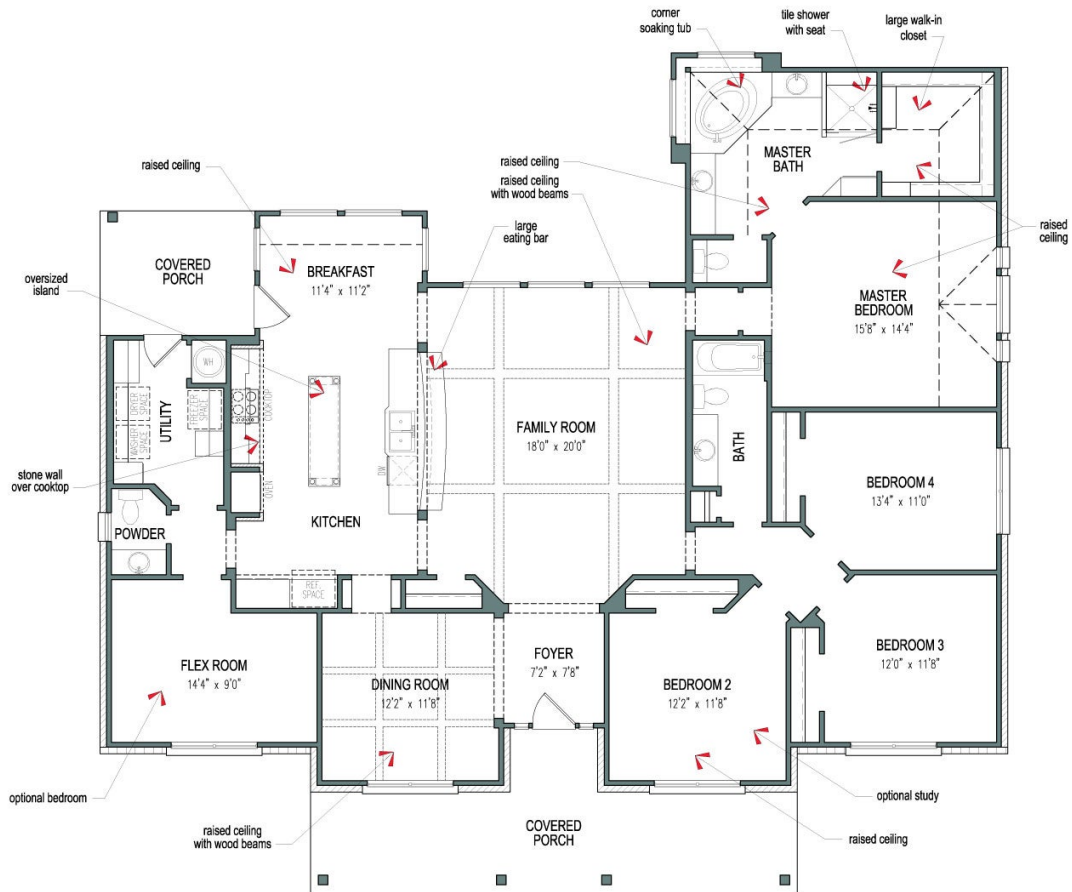 corner
soaking tub
tile shower
with seat
large walk-in
closet
raised ceiling
raised ceiling
raised ceiling
with wood beams
MASTER
BATH
large
eating bar
raised
ceiling
COVERED
PORCH
BREAKFAST
11'4" x 11'2"
oversized
island
MASTER
BEDROOM
15'8" x 14'4"
WH
DRYER
SPACE
WASHER
SPACE
UTILITY
FREEZER
SPACE
COOKTOP
FAMILY ROOM
18'0" x 20'0"
BATH
stone wall
over cooktop
DW
OVEN
BEDROOM 4
13'4" x 11'0"
KITCHEN
POWDER
REF.
SPACE
FLEX ROOM
14'4" x 9'0"
DINING ROOM
12'2" x 11'8"
FOYER
7'2" x 7'8"
BEDROOM 2
12'2" x 11'8"
BEDROOM 3
12'0" x 11'8"
optional bedroom
optional study
raised ceiling
with wood beams
COVERED
PORCH
raised ceiling